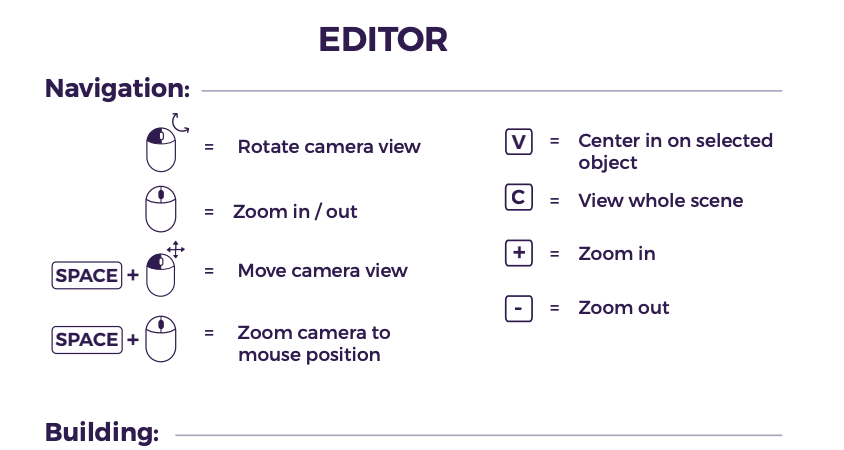 EDITOR
Navigation:
= Rotate camera view
= Zoom in / out
SPACE + = Move camera view
SPACE + = Zoom camera to
mouse position
V = Center in on selected
object
C = View whole scene
+ = Zoom in
- = Zoom out
Building: